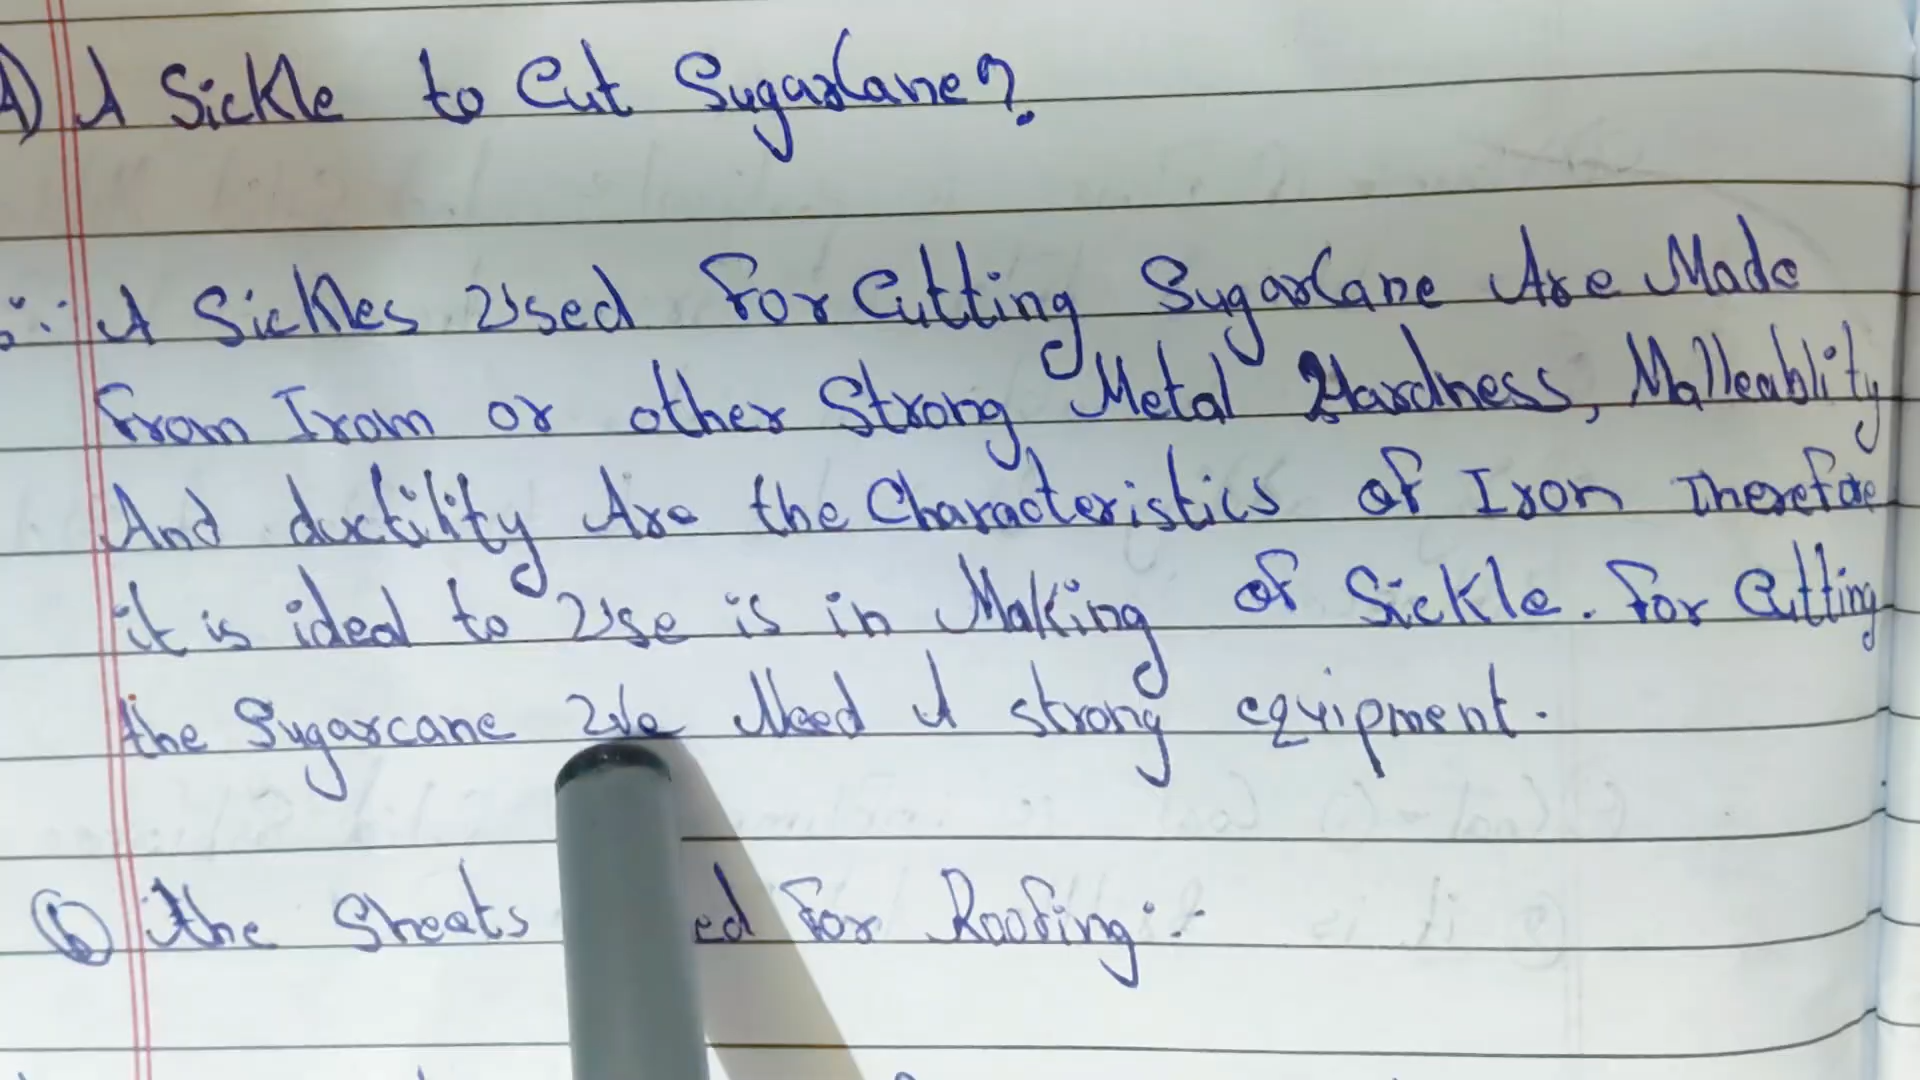 A) A Sickle to Cut Sugarcane?
A Sickles Used For Cutting Sugarcane Are Made
From Iron or other Strong Metal Hardness, Malleablity
And ductility Are the Characteristics of Iron Therefore
it is ideal to Use is in Making of Sickle. For Cutting
the Sugarcane We Need A strong equipment.
b) The Sheets ed For Roofing:-